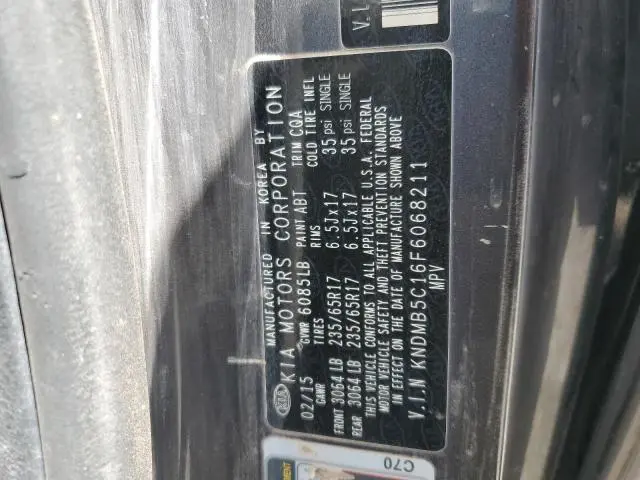 V.I.
MANUFACTURED IN KOREA BY
KIA MOTORS CORPORATION
KIA
02/15 GVWR 6085LB PAINT ABT TRIM CQA
GAWR TIRES RIMS COLD TIRE INFL
FRONT 3064 LB 235/65R17 6.5Jx17 35 psi SINGLE
REAR 3064 LB 235/65R17 6.5Jx17 35 psi SINGLE
THIS VEHICLE CONFORMS TO ALL APPLICABLE U.S.A. FEDERAL
MOTOR VEHICLE SAFETY AND THEFT PREVENTION STANDARDS
IN EFFECT ON THE DATE OF MANUFACTURE SHOWN ABOVE
V.I.N KNDMB5C16F6068211
MPV
C70